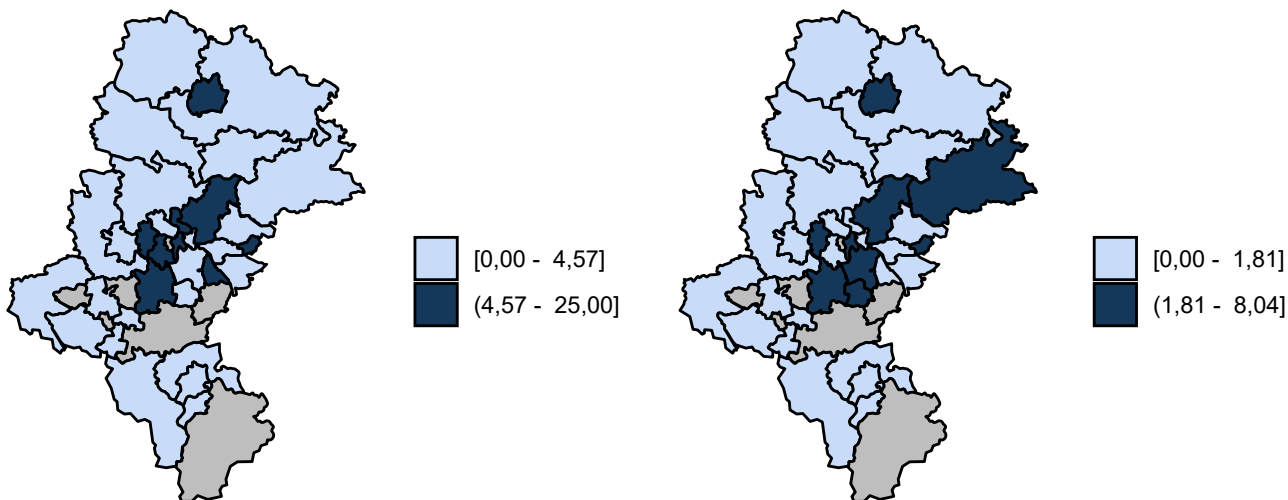 [0,00 - 4,57]
(4,57 - 25,00]
[0,00 - 1,81]
(1,81 - 8,04]